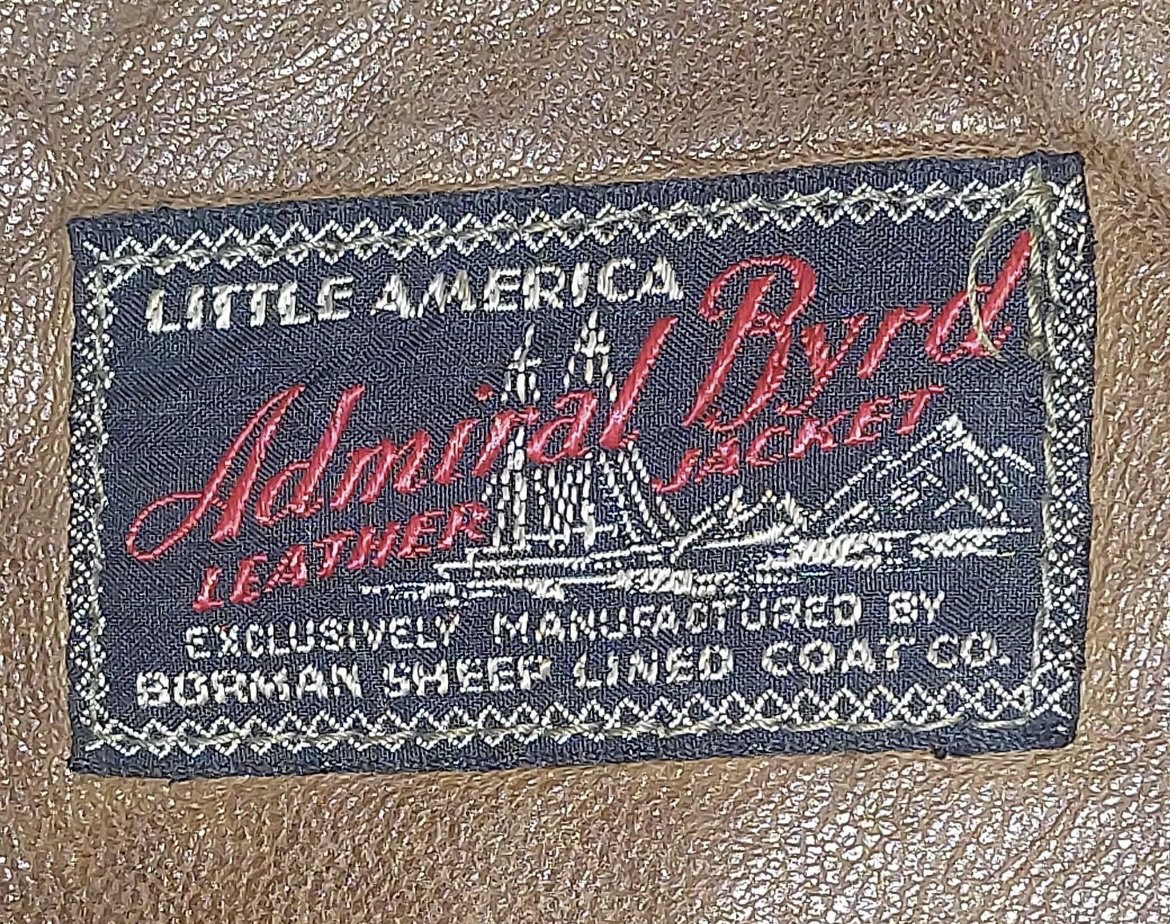 LITTLE AMERICA
Admiral Byrd
LEATHER JACKET
EXCLUSIVELY MANUFACTURED BY
BORMAN SHEEP LINED COAT CO.